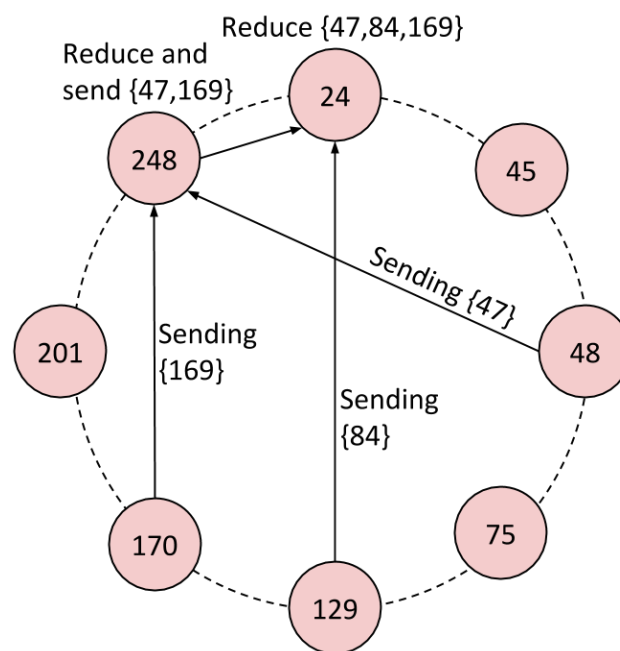 Reduce {47,84,169}
Reduce and
send {47,169}
24
248
45
Sending {47}
Sending
{169}
201
48
Sending
{84}
170
75
129